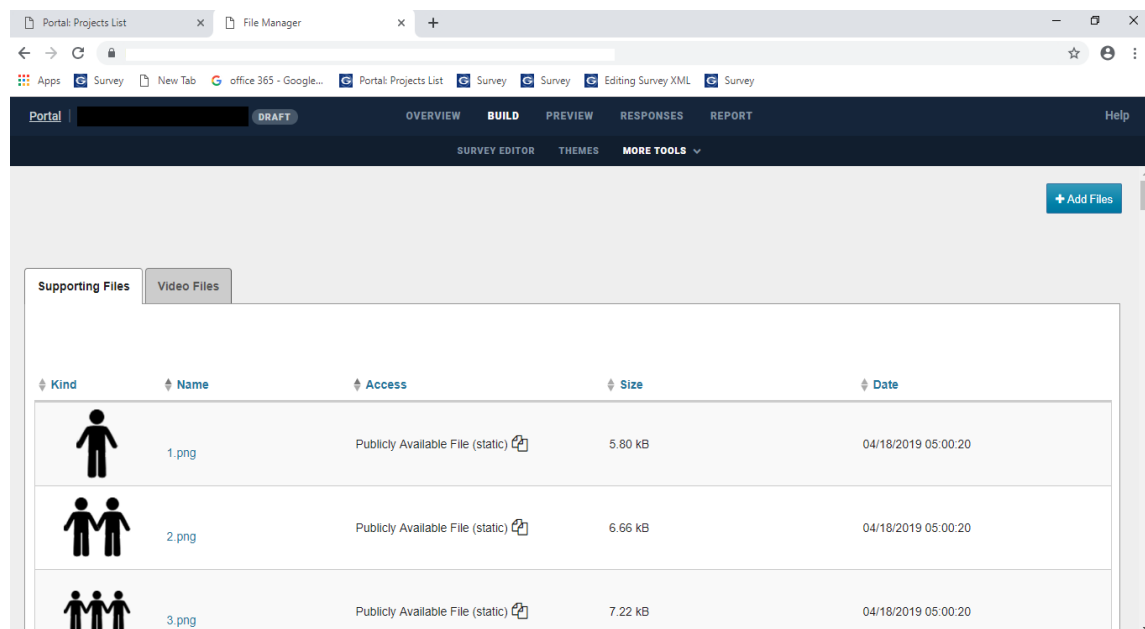 Portal: Projects List × File Manager × +
Apps G Survey New Tab G office 365 - Google... G Portal: Projects List G Survey G Survey G Editing Survey XML G Survey
Portal DRAFT OVERVIEW BUILD PREVIEW RESPONSES REPORT Help
SURVEY EDITOR THEMES MORE TOOLS
+ Add Files
Supporting Files Video Files
Kind Name Access Size Date
1.png Publicly Available File (static) 5.80 kB 04/18/2019 05:00:20
2.png Publicly Available File (static) 6.66 kB 04/18/2019 05:00:20
3.png Publicly Available File (static) 7.22 kB 04/18/2019 05:00:20